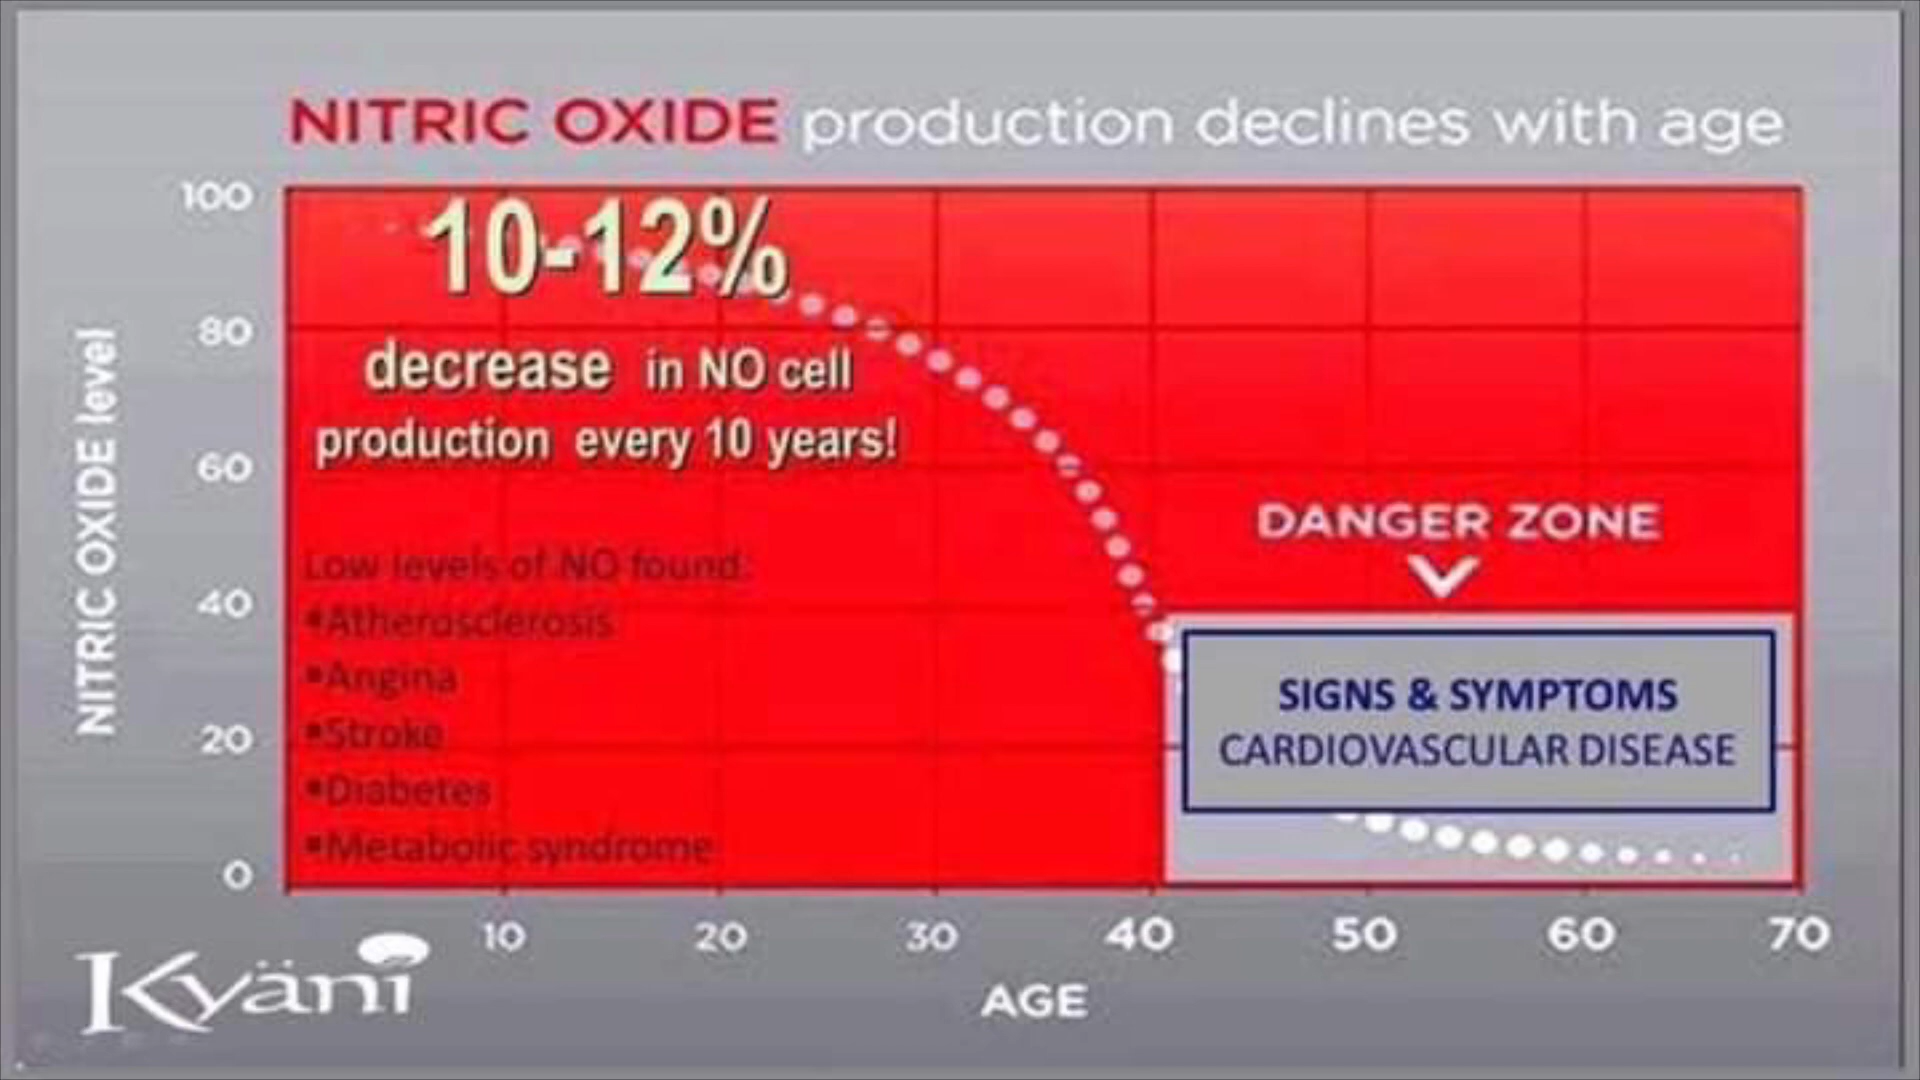 NITRIC OXIDE production declines with age
100
80
60
40
20
0
NITRIC OXIDE level
10-12%
decrease in NO cell
production every 10 years!
Low levels of NO found:
▪Atherosclerosis
▪Angina
▪Stroke
▪Diabetes
▪Metabolic syndrome
DANGER ZONE
SIGNS & SYMPTOMS
CARDIOVASCULAR DISEASE
10 20 30 40 50 60 70
AGE
Kyäni